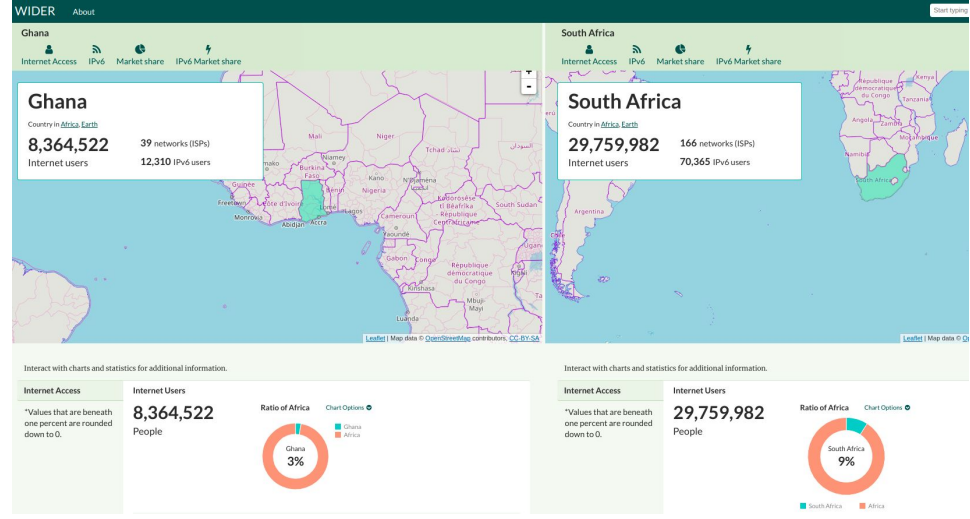 WIDER About
Start typing
Ghana
Internet Access IPv6 Market share IPv6 Market share
Ghana
Country in Africa, Earth
8,364,522
Internet users
39 networks (ISPs)
12,310 IPv6 users
+
-
Mali
Niger
Tchad تشاد
السودان
Niamey
Burkina
Faso
Kano
N'Djamena
Guinée
Bénin
Nigeria
Freetown
Côte d'Ivoire
Lomé
Lagos
South Sudan
Monrovia
Abidjan
Accra
Cameroun
République
Centrafricaine
Yaoundé
Gabon
Congo
République
démocratique
du Congo
Kinshasa
Mbuji-
Mayi
Luanda
Leaflet | Map data © OpenStreetMap contributors, CC-BY-SA
South Africa
Internet Access IPv6 Market share IPv6 Market share
South Africa
Country in Africa, Earth
29,759,982
Internet users
166 networks (ISPs)
70,365 IPv6 users
République
démocratique
du Congo
Kenya
Tanzania
Angola
Zambia
Moçambique
Namibia
South Africa
Argentina
Leaflet | Map data ©
Interact with charts and statistics for additional information.
Internet Access
*Values that are beneath
one percent are rounded
down to 0.
Internet Users
8,364,522
People
Ratio of Africa Chart Options
Ghana
Africa
Ghana
3%
Interact with charts and statistics for additional information.
Internet Access
*Values that are beneath
one percent are rounded
down to 0.
Internet Users
29,759,982
People
Ratio of Africa Chart Options
South Africa
9%
South Africa Africa